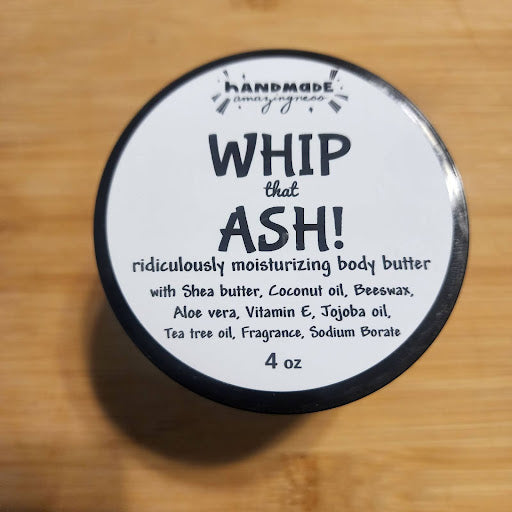 HANDMADE
amazingness
WHIP
that
ASH!
ridiculously moisturizing body butter
with Shea butter, Coconut oil, Beeswax,
Aloe vera, Vitamin E, Jojoba oil,
Tea tree oil, Fragrance, Sodium Borate
4 oz